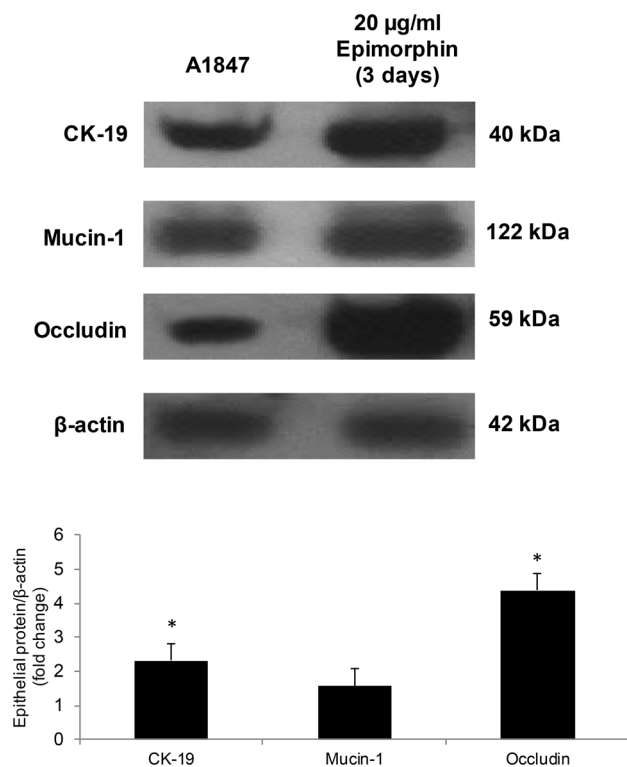 A1847
20 µg/ml
Epimorphin
(3 days)
CK-19
40 kDa
Mucin-1
122 kDa
Occludin
59 kDa
β-actin
42 kDa
Epithelial protein/β-actin
(fold change)
6
5
4
3
2
1
0
*
*
CK-19
Mucin-1
Occludin